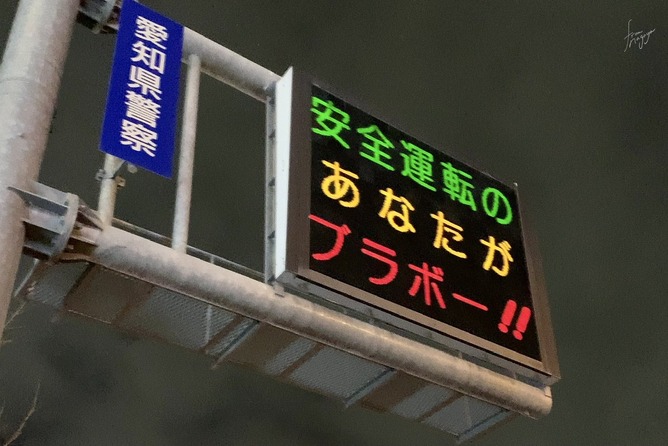 愛知県警察
安全運転の
あなたが
ブラボー!!